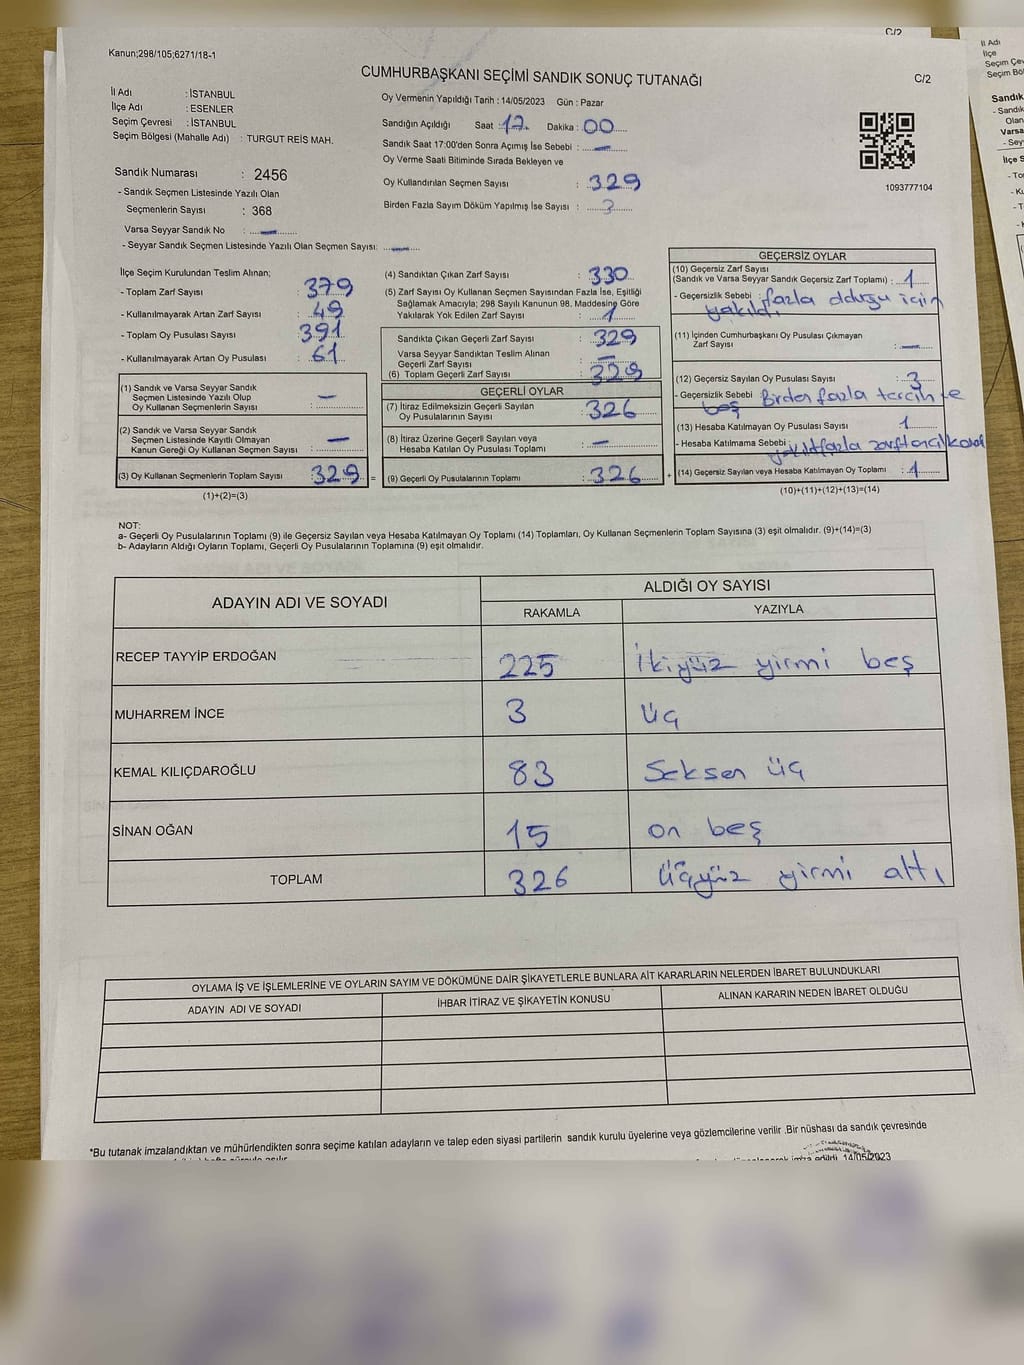 C/2
Kanun;298/105;6271/18-1
CUMHURBAŞKANI SEÇİMİ SANDIK SONUÇ TUTANAĞI
C/2
İl Adı : İSTANBUL
İlçe Adı : ESENLER
Seçim Çevresi : İSTANBUL
Seçim Bölgesi (Mahalle Adı) : TURGUT REİS MAH.
Sandık Numarası : 2456
- Sandık Seçmen Listesinde Yazılı Olan
Seçmenlerin Sayısı : 368
Varsa Seyyar Sandık No : —
- Seyyar Sandık Seçmen Listesinde Yazılı Olan Seçmen Sayısı: —
Oy Vermenin Yapıldığı Tarih : 14/05/2023 Gün : Pazar
Sandığın Açıldığı Saat : 17 Dakika : 00
Sandık Saat 17:00'den Sonra Açımış İse Sebebi : —
Oy Verme Saati Bitiminde Sırada Bekleyen ve
Oy Kullandırılan Seçmen Sayısı : 329
Birden Fazla Sayım Döküm Yapılmış İse Sayısı : 3
1093777104
İlçe Seçim Kurulundan Teslim Alınan;
- Toplam Zarf Sayısı : 379
- Kullanılmayarak Artan Zarf Sayısı : 49
- Toplam Oy Pusulası Sayısı : 391
- Kullanılmayarak Artan Oy Pusulası : 61
(1) Sandık ve Varsa Seyyar Sandık
Seçmen Listesinde Yazılı Olup
Oy Kullanan Seçmenlerin Sayısı : —
(2) Sandık ve Varsa Seyyar Sandık
Seçmen Listesinde Kayıtlı Olmayan
Kanun Gereği Oy Kullanan Seçmen Sayısı : —
(3) Oy Kullanan Seçmenlerin Toplam Sayısı : 329 =
(1)+(2)=(3)
(4) Sandıktan Çıkan Zarf Sayısı : 330
(5) Zarf Sayısı Oy Kullanan Seçmen Sayısından Fazla İse, Eşitliği
Sağlamak Amacıyla; 298 Sayılı Kanunun 98. Maddesine Göre
Yakılarak Yok Edilen Zarf Sayısı : 1
Sandıkta Çıkan Geçerli Zarf Sayısı : 329
Varsa Seyyar Sandıktan Teslim Alınan
Geçerli Zarf Sayısı : —
(6) Toplam Geçerli Zarf Sayısı : 329
GEÇERLİ OYLAR
(7) İtiraz Edilmeksizin Geçerli Sayılan
Oy Pusulalarının Sayısı : 326
(8) İtiraz Üzerine Geçerli Sayılan veya
Hesaba Katılan Oy Pusulası Toplamı : —
(9) Geçerli Oy Pusulalarının Toplamı : 326 +
GEÇERSİZ OYLAR
(10) Geçersiz Zarf Sayısı
(Sandık ve Varsa Seyyar Sandık Geçersiz Zarf Toplamı) : 1
- Geçersizlik Sebebi : fazla olduğu için
yakıldı
(11) İçinden Cumhurbaşkanı Oy Pusulası Çıkmayan
Zarf Sayısı : —
(12) Geçersiz Sayılan Oy Pusulası Sayısı : 3
- Geçersizlik Sebebi : Birden fazla tercih ve
boş
(13) Hesaba Katılmayan Oy Pusulası Sayısı : 1
- Hesaba Katılmama Sebebi : fazla
(14) Geçersiz Sayılan veya Hesaba Katılmayan Oy Toplamı : 1
(10)+(11)+(12)+(13)=(14)
NOT:
a- Geçerli Oy Pusulalarının Toplamı (9) ile Geçersiz Sayılan veya Hesaba Katılmayan Oy Toplamı (14) Toplamları, Oy Kullanan Seçmenlerin Toplam Sayısına (3) eşit olmalıdır. (9)+(14)=(3)
b- Adayların Aldığı Oyların Toplamı, Geçerli Oy Pusulalarının Toplamına (9) eşit olmalıdır.
ADAYIN ADI VE SOYADI
ALDIĞI OY SAYISI
RAKAMLA YAZIYLA
RECEP TAYYİP ERDOĞAN 225 İkiyüz yirmi beş
MUHARREM İNCE 3 üç
KEMAL KILIÇDAROĞLU 83 Seksen üç
SİNAN OĞAN 15 on beş
TOPLAM 326 üçyüz yirmi altı
OYLAMA İŞ VE İŞLEMLERİNE VE OYLARIN SAYIM VE DÖKÜMÜNE DAİR ŞİKAYETLERLE BUNLARA AİT KARARLARIN NELERDEN İBARET BULUNDUKLARI
ADAYIN ADI VE SOYADI İHBAR İTİRAZ VE ŞİKAYETİN KONUSU ALINAN KARARIN NEDEN İBARET OLDUĞU
*Bu tutanak imzalandıktan ve mühürlendikten sonra seçime katılan adayların ve talep eden siyasi partilerin sandık kurulu üyelerine veya gözlemcilerine verilir .Bir nüshası da sandık çevresinde
imza edildi. 14/05/2023
İl Adı
İlçe
Seçim Çev
Seçim Böl
Sandık
- Sandık
Olan
Varsa
- Sey
İlçe S